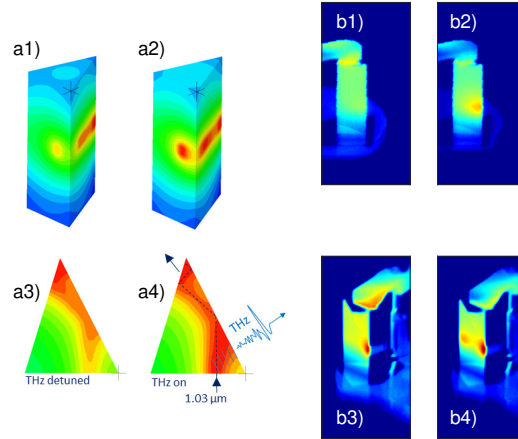 a1)
a2)
b1)
b2)
a3)
a4)
THz
THz detuned
THz on
1.03 µm
b3)
b4)